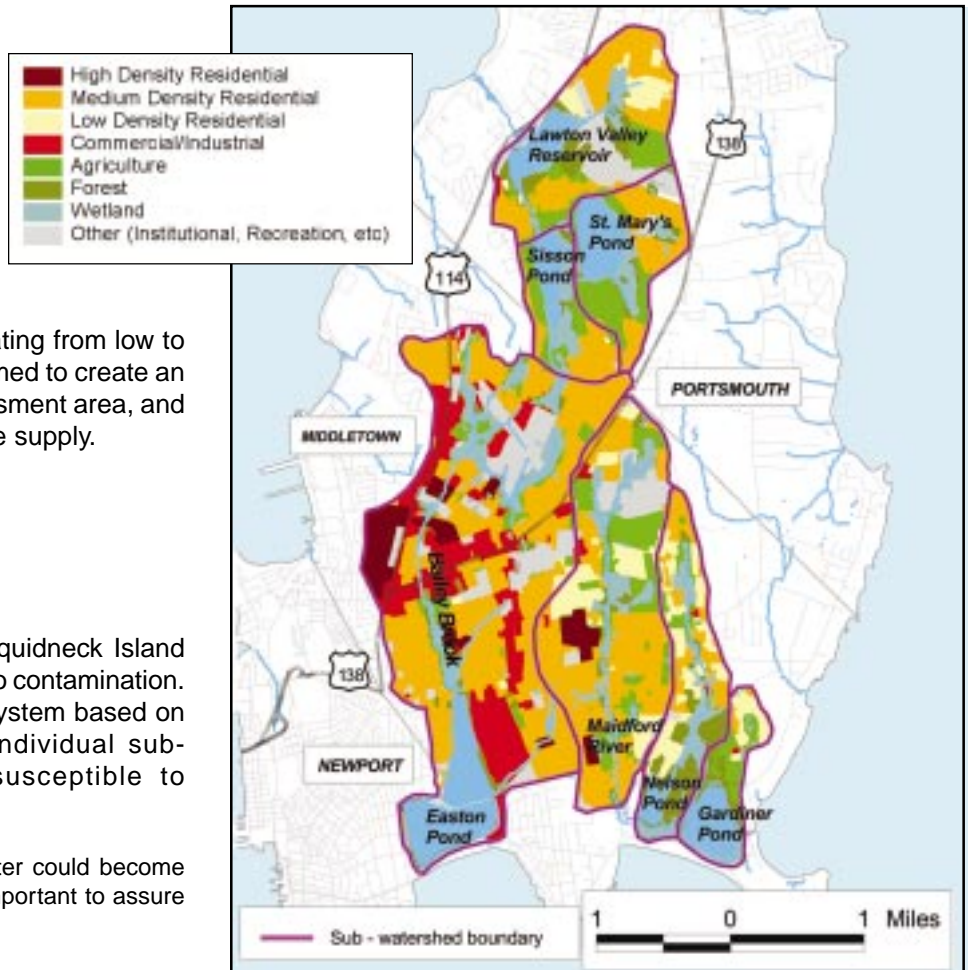 High Density Residential
Medium Density Residential
Low Density Residential
Commercial/Industrial
Agriculture
Forest
Wetland
Other (Institutional, Recreation, etc)
Lawton Valley
Reservoir
138
St. Mary's
Pond
Sisson
Pond
114
PORTSMOUTH
MIDDLETOWN
Bailey Brook
138
NEWPORT
Maidford
River
Nelson
Pond
Gardiner
Pond
Easton
Pond
Sub - watershed boundary
1 0 1 Miles
ating from low to
ned to create an
sment area, and
e supply.
quidneck Island
o contamination.
ystem based on
ndividual sub-
susceptible to
ter could become
portant to assure